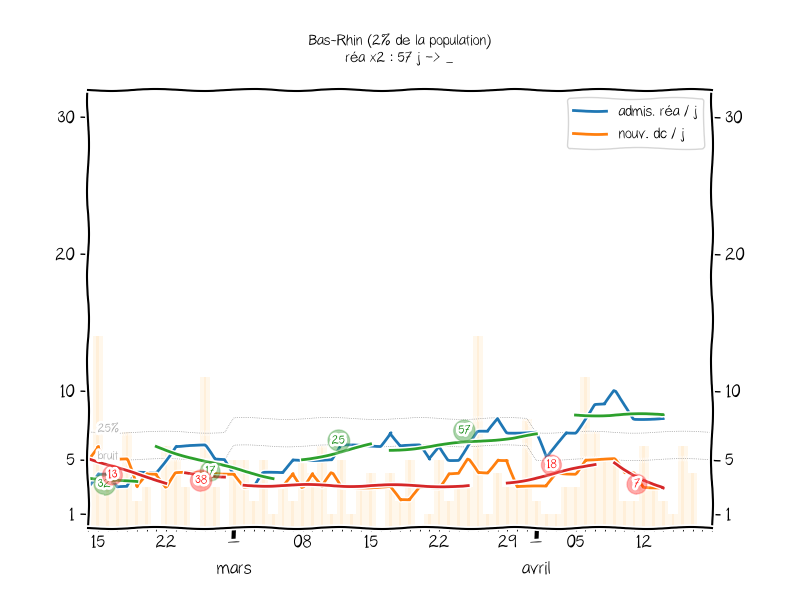 Bas-Rhin (2% de la population)
réa x2 : 57 j -> _
admis. réa / j
nouv. dc / j
30
30
20
20
10
10
25%
57
25
bruit
5
5
18
13
17
32
38
7
1
1
15 22 08 15 22 29 05 12
mars avril